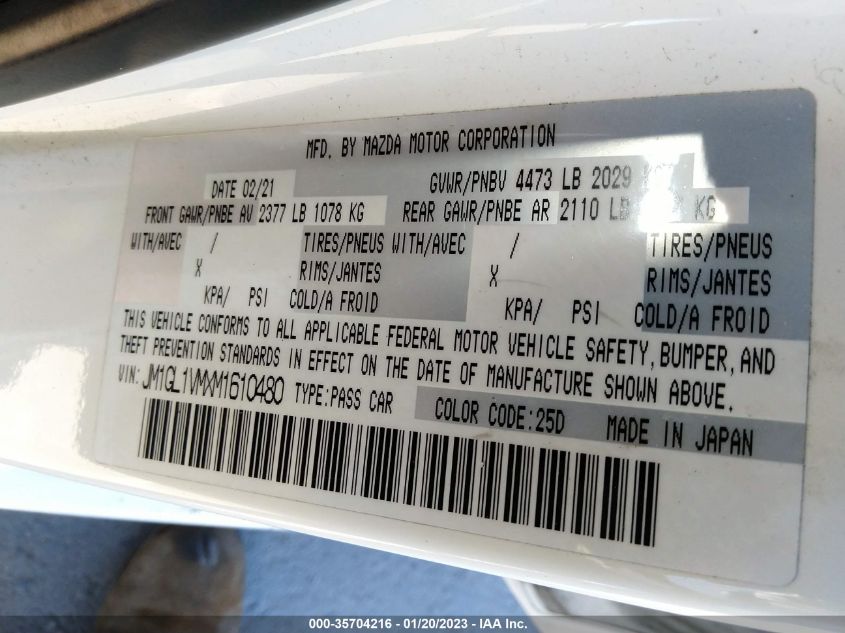 MFD. BY MAZDA MOTOR CORPORATION
DATE 02/21 GVWR/PNBV 4473 LB 2029
FRONT GAWR/PNBE AV 2377 LB 1078 KG REAR GAWR/PNBE AR 2110 LB KG
WITH/AVEC / TIRES/PNEUS WITH/AVEC / TIRES/PNEUS
X RIMS/JANTES X RIMS/JANTES
KPA/ PSI COLD/A FROID KPA/ PSI COLD/A FROID
THIS VEHICLE CONFORMS TO ALL APPLICABLE FEDERAL MOTOR VEHICLE SAFETY, BUMPER, AND
THEFT PREVENTION STANDARDS IN EFFECT ON THE DATE OF MANUFACTURE SHOWN ABOVE.
VIN: JM1GL1VMXM1610480 TYPE:PASS CAR COLOR CODE:25D MADE IN JAPAN
000-35704216 - 01/20/2023 - IAA Inc.